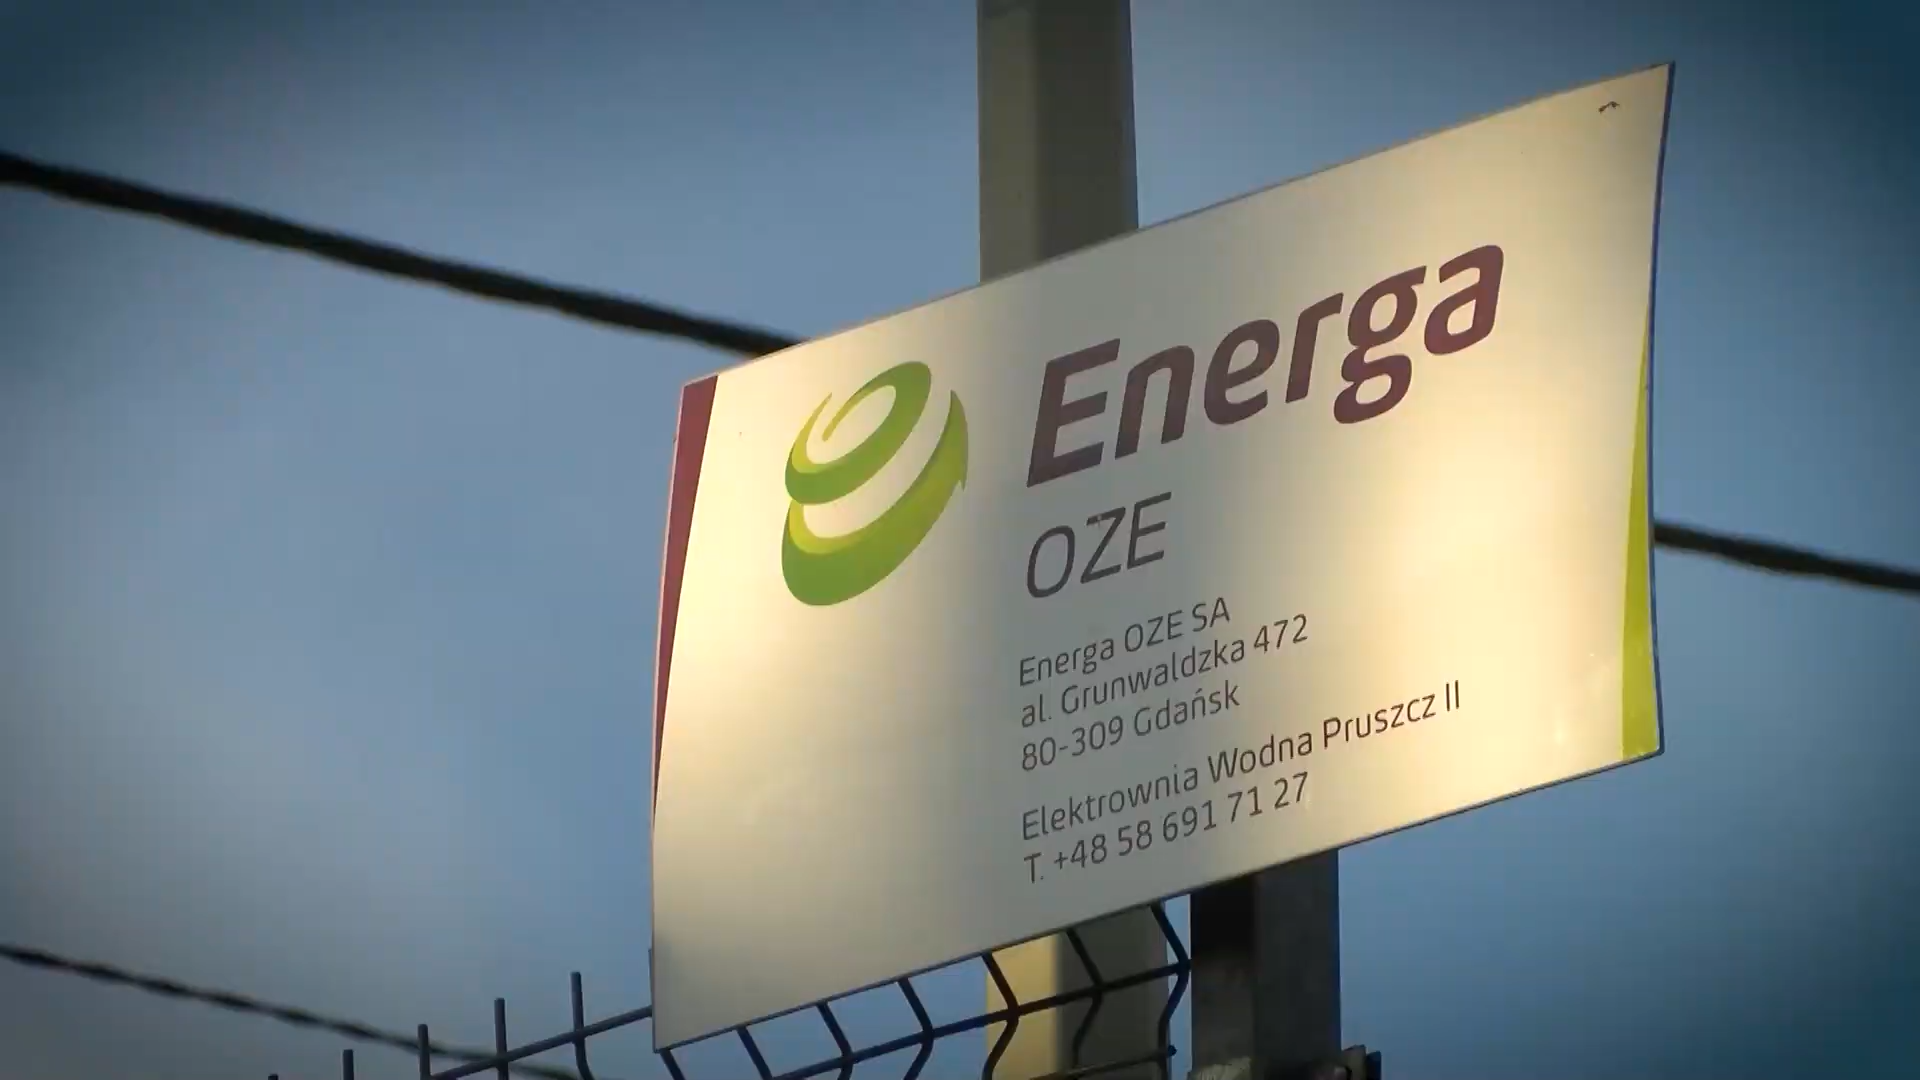 Energa
OZE
Energa OZE SA
al. Grunwaldzka 472
80-309 Gdańsk
Elektrownia Wodna Pruszcz II
T. +48 58 691 71 27